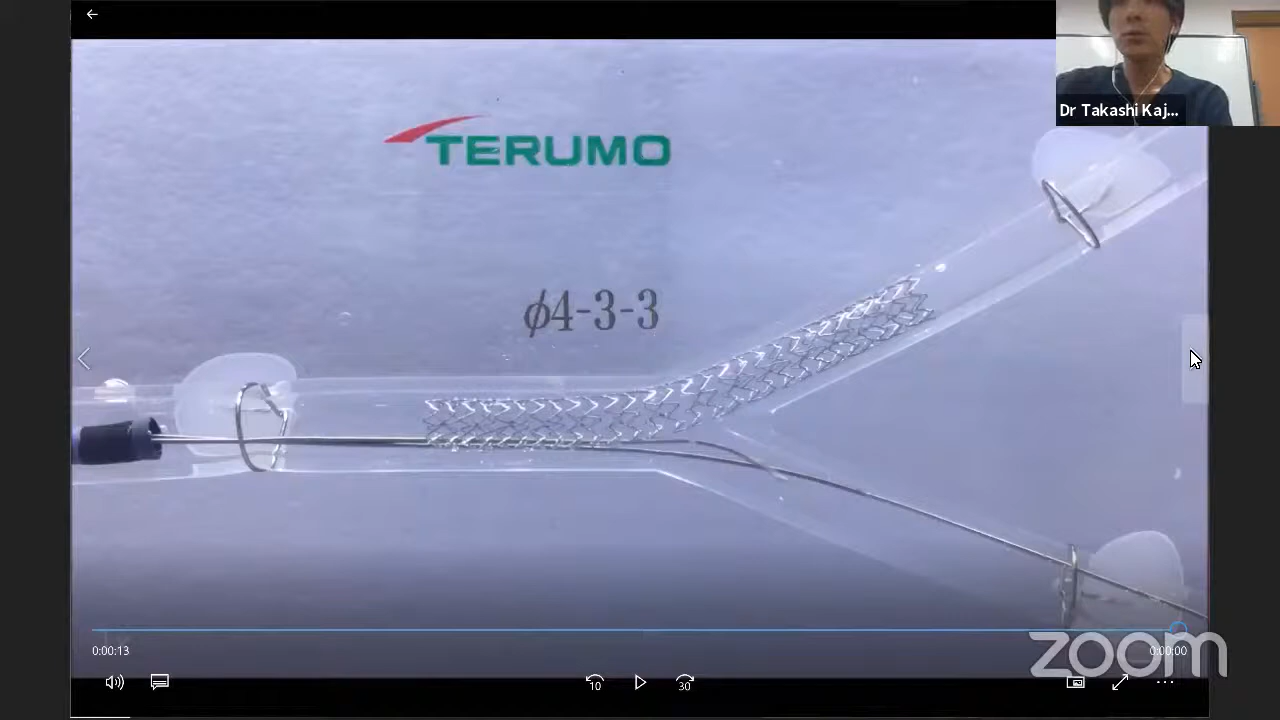 Dr Takashi Kaj...
TERUMO
ϕ4-3-3
0:00:13
0:00:00
10
30
zoom